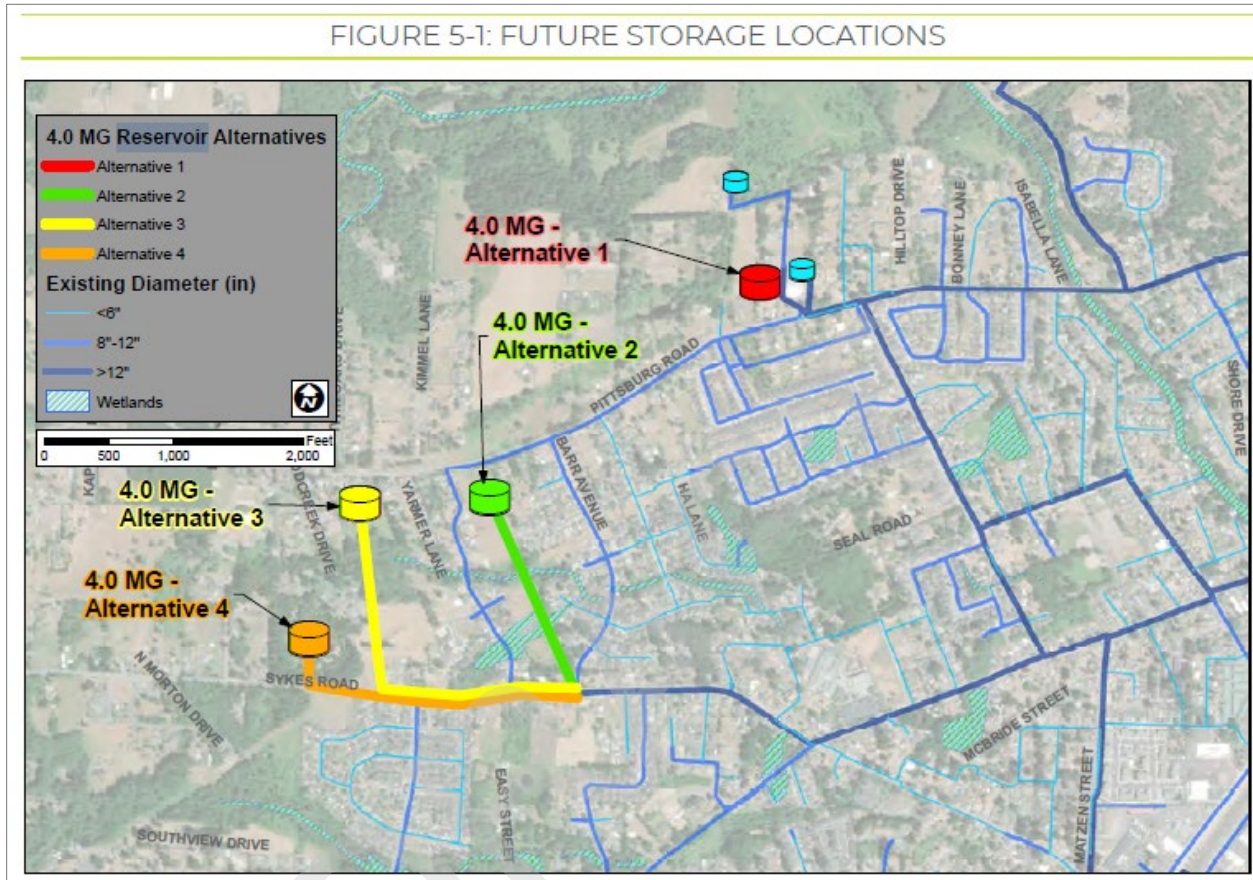 FIGURE 5-1: FUTURE STORAGE LOCATIONS
4.0 MG Reservoir Alternatives
Alternative 1
Alternative 2
Alternative 3
Alternative 4
Existing Diameter (in)
<6"
8"-12"
>12"
Wetlands
N
Feet
0 500 1,000 2,000
4.0 MG -
Alternative 1
4.0 MG -
Alternative 2
4.0 MG -
Alternative 3
4.0 MG -
Alternative 4
KIMMEL LANE
HILLTOP DRIVE
BONNEY LANE
ISABELLA LANE
SHORE DRIVE
PITTSBURG ROAD
BARR AVENUE
YARMER LANE
HALANE
SEAL ROAD
SYKES ROAD
N MORTON DRIVE
EASY STREET
MCBRIDE STREET
MATZEN STREET
SOUTHVIEW DRIVE